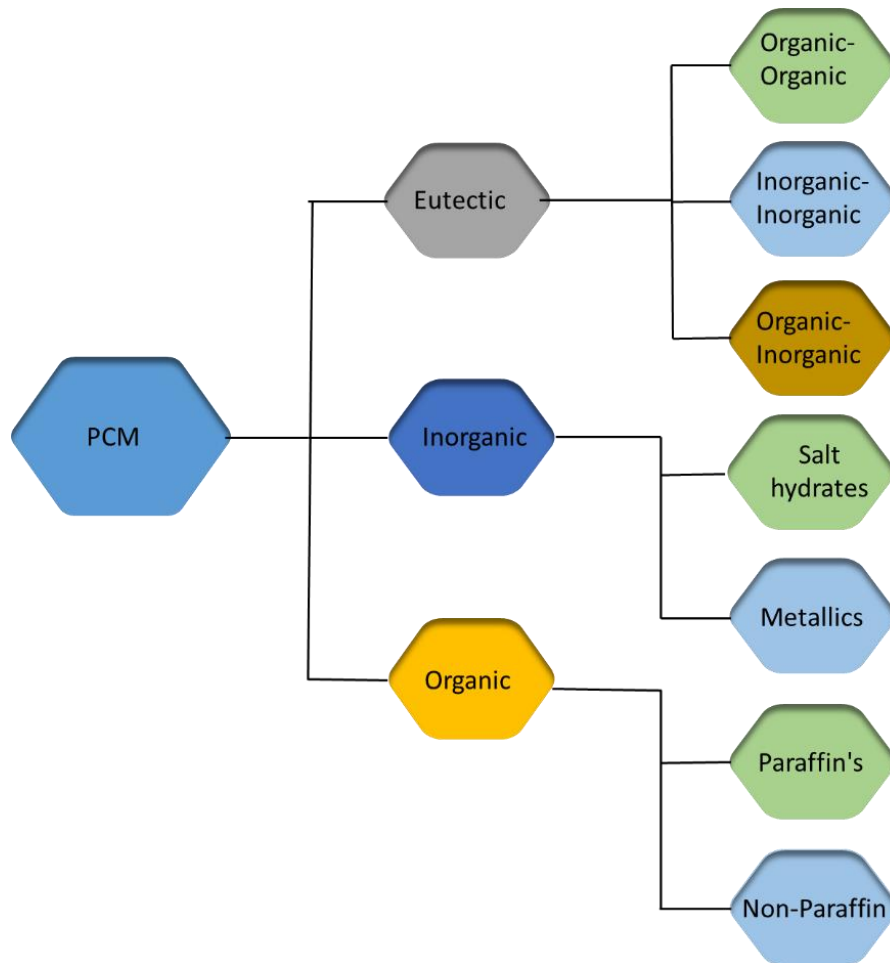 Organic-
Organic
Eutectic
Inorganic-
Inorganic
Organic-
Inorganic
PCM
Inorganic
Salt
hydrates
Metallics
Organic
Paraffin's
Non-Paraffin